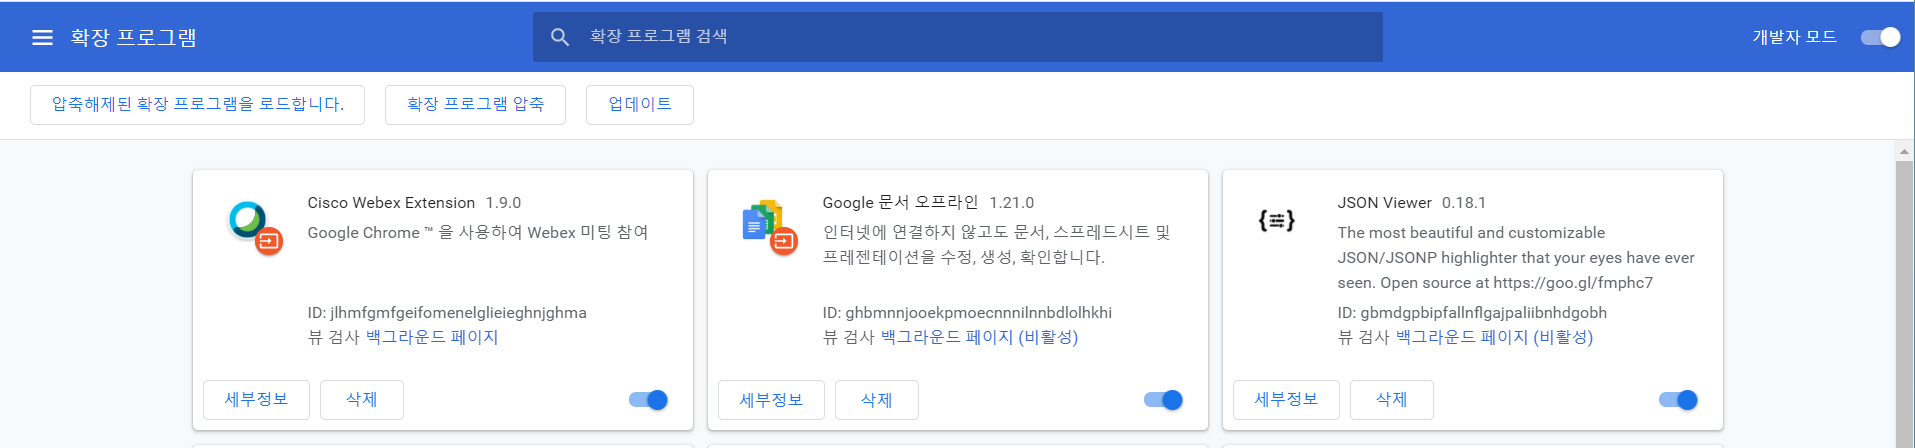 확장 프로그램
확장 프로그램 검색
개발자 모드
압축해제된 확장 프로그램을 로드합니다.
확장 프로그램 압축
업데이트
Cisco Webex Extension 1.9.0
Google Chrome ™ 을 사용하여 Webex 미팅 참여
ID: jlhmfgmfgeifomenelglieieghnjghma
뷰 검사 백그라운드 페이지
세부정보
삭제
Google 문서 오프라인 1.21.0
인터넷에 연결하지 않고도 문서, 스프레드시트 및
프레젠테이션을 수정, 생성, 확인합니다.
ID: ghbmnnjooekpmoecnnnilnnbdlolhkhi
뷰 검사 백그라운드 페이지 (비활성)
세부정보
삭제
JSON Viewer 0.18.1
The most beautiful and customizable
JSON/JSONP highlighter that your eyes have ever
seen. Open source at https://goo.gl/fmphc7
ID: gbmdgpbipfallnflgajpaliibnhdgobh
뷰 검사 백그라운드 페이지 (비활성)
세부정보
삭제